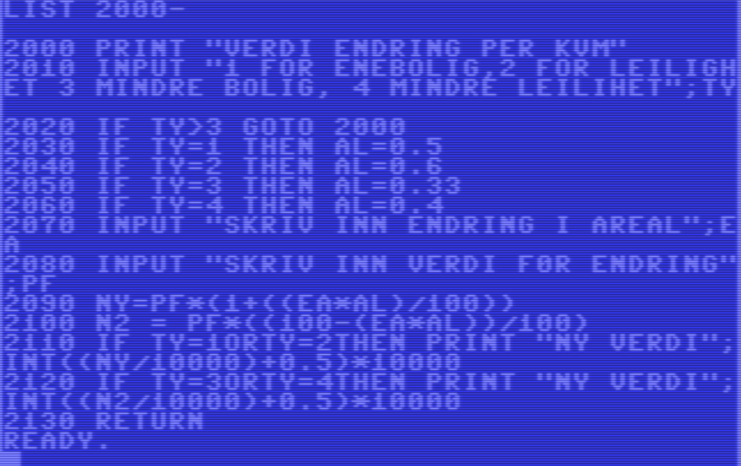 LIST 2000-
2000 PRINT "VERDI ENDRING PER KVM"
2010 INPUT "1 FOR ENEBOLIG,2 FOR LEILIGH
ET 3 MINDRE BOLIG, 4 MINDRE LEILIHET";TY
2020 IF TY>3 GOTO 2000
2030 IF TY=1 THEN AL=0.5
2040 IF TY=2 THEN AL=0.6
2050 IF TY=3 THEN AL=0.33
2060 IF TY=4 THEN AL=0.4
2070 INPUT "SKRIV INN ENDRING I AREAL";E
A
2080 INPUT "SKRIV INN VERDI FØR ENDRING"
;PF
2090 NY=PF*(1+((EA*AL)/100))
2100 N2 = PF*((100-(EA*AL))/100)
2110 IF TY=1ORTY=2THEN PRINT "NY VERDI";
INT((NY/10000)+0.5)*10000
2120 IF TY=3ORTY=4THEN PRINT "NY VERDI";
INT((N2/10000)+0.5)*10000
2130 RETURN
READY.